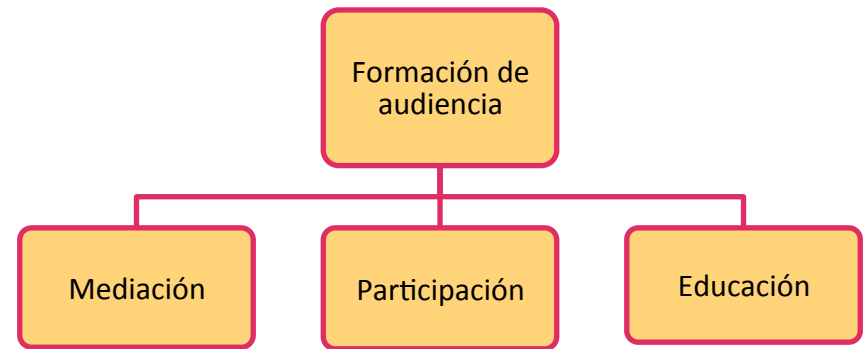 Formación de
audiencia
Mediación
Participación
Educación